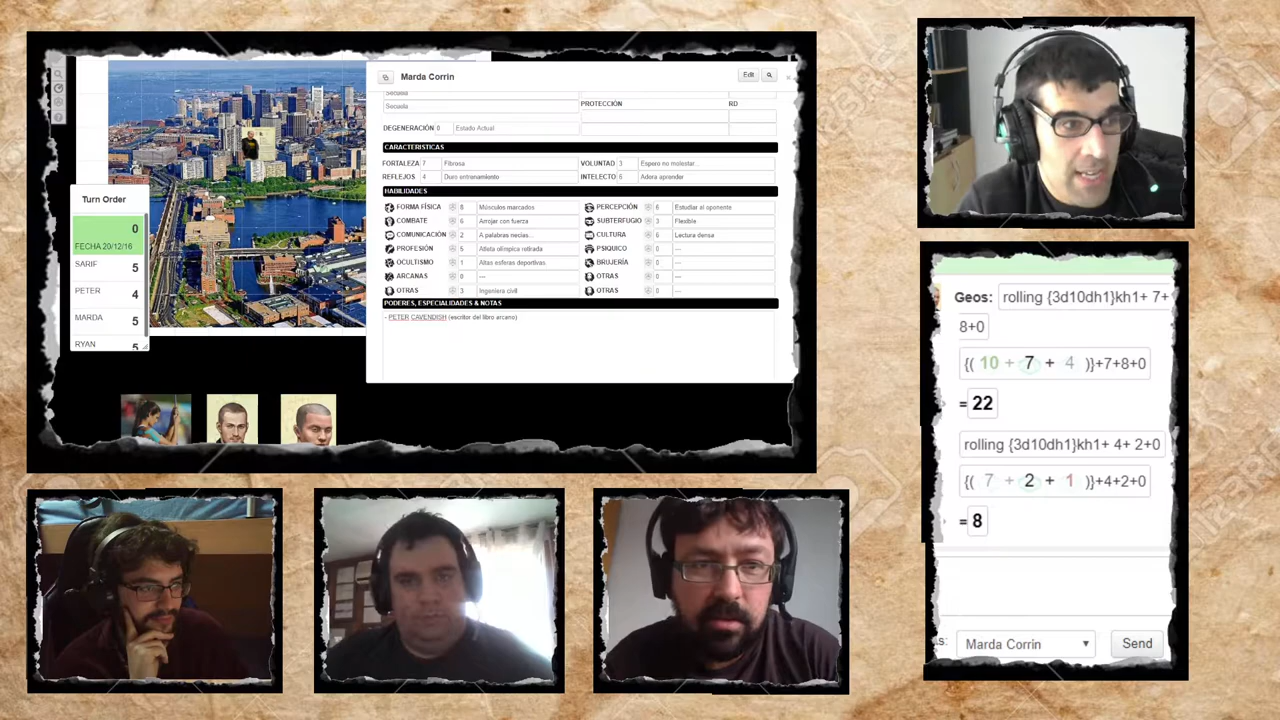 Marda Corrin
Edit
Secuela
Secuela
PROTECCIÓN
RD
DEGENERACIÓN 0 Estado Actual
CARACTERISTICAS
FORTALEZA 7 Fibrosa
VOLUNTAD 3 Espero no molestar...
REFLEJOS 4 Duro entrenamiento
INTELECTO 6 Adora aprender
HABILIDADES
FORMA FÍSICA 8 Músculos marcados
PERCEPCIÓN 6 Estudiar al oponente
COMBATE 6 Arrojar con fuerza
SUBTERFUGIO 3 Flexible
COMUNICACIÓN 2 A palabras necias...
CULTURA 6 Lectura densa
PROFESIÓN 5 Atleta olímpica retirada
PSIQUICO 0 ---
OCULTISMO 1 Altas esferas deportivas
BRUJERÍA 0 ---
ARCANAS 0 ---
OTRAS 0 ---
OTRAS 3 Ingeniera civil
OTRAS 0 ---
PODERES, ESPECIALIDADES & NOTAS
- PETER CAVENDISH (escritor del libro arcano)
Turn Order
0
FECHA 20/12/16
SARIF 5
PETER 4
MARDA 5
RYAN 5
Geos: rolling {3d10dh1}kh1+ 7+
8+0
{( 10 + 7 + 4 )}+7+8+0
= 22
rolling {3d10dh1}kh1+ 4+ 2+0
{( 7 + 2 + 1 )}+4+2+0
= 8
s: Marda Corrin
Send